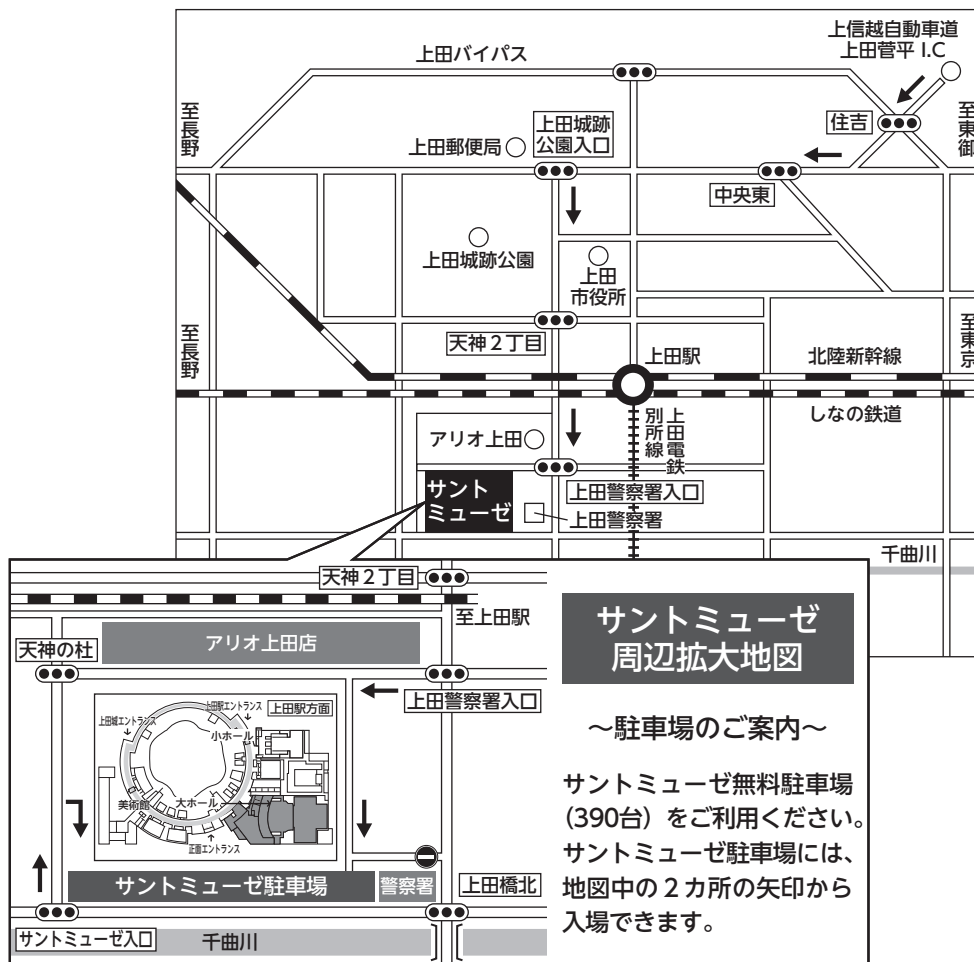 上信越自動車道
上田菅平 I.C
上田バイパス
至長野
上田郵便局
上田城跡
公園入口
住吉
至東御
中央東
上田城跡公園
上田
市役所
至長野
天神2丁目
上田駅
北陸新幹線
至東京
しなの鉄道
アリオ上田
上田電鉄
別所線
サント
ミューゼ
上田警察署入口
上田警察署
千曲川
天神2丁目
至上田駅
アリオ上田店
天神の杜
上田警察署入口
上田駅方面
上田駅エントランス
上田城エントランス
小ホール
美術館
大ホール
正面エントランス
サントミューゼ駐車場
警察署
上田橋北
サントミューゼ入口
千曲川
サントミューゼ
周辺拡大地図
～駐車場のご案内～
サントミューゼ無料駐車場
（390台）をご利用ください。
サントミューゼ駐車場には、
地図中の2カ所の矢印から
入場できます。